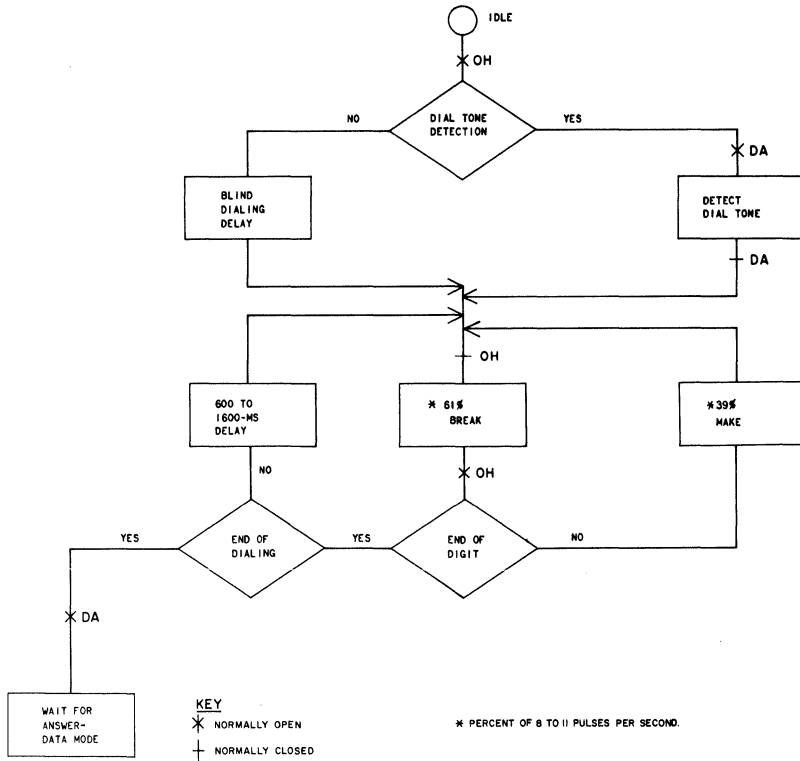 IDLE
OH
DIAL TONE
DETECTION
NO
YES
DA
BLIND
DIALING
DELAY
DETECT
DIAL TONE
DA
OH
600 TO
1600-MS
DELAY
* 61%
BREAK
*39%
MAKE
NO
OH
YES
END OF
DIALING
YES
END OF
DIGIT
NO
DA
WAIT FOR
ANSWER-
DATA MODE
KEY
NORMALLY OPEN
NORMALLY CLOSED
* PERCENT OF 8 TO 11 PULSES PER SECOND.